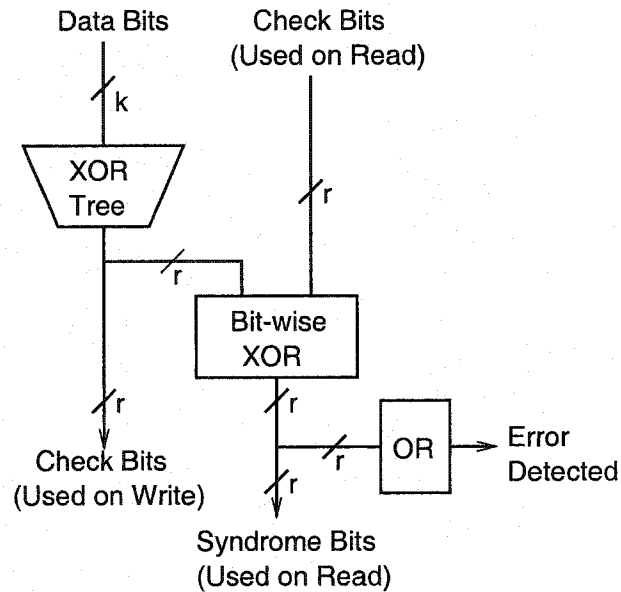 Data Bits
Check Bits
(Used on Read)
k
XOR
Tree
r
r
Bit-wise
XOR
r
r
Check Bits
(Used on Write)
r
OR
Error
Detected
r
Syndrome Bits
(Used on Read)